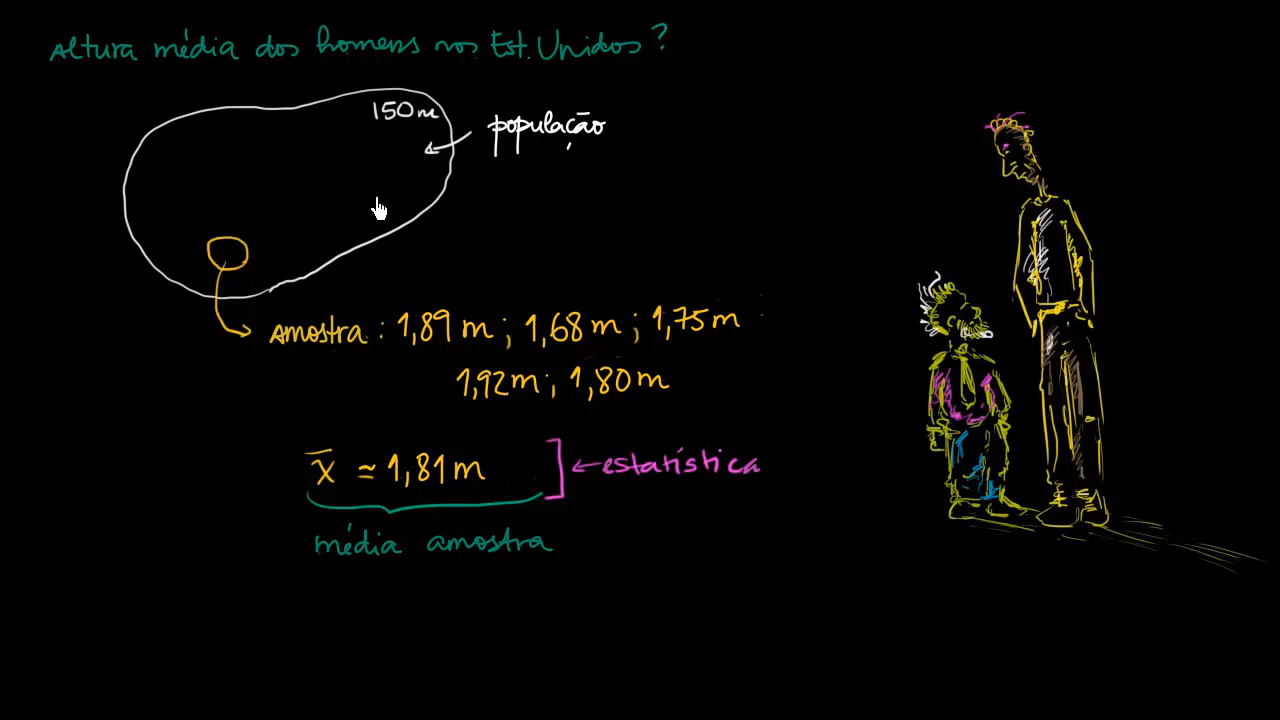 Altura média dos homens nos Est. Unidos?
150m
população
amostra: 1,89 m; 1,68 m; 1,75 m
1,92 m; 1,80 m
x̄ ≃ 1,81 m
estatística
média amostra